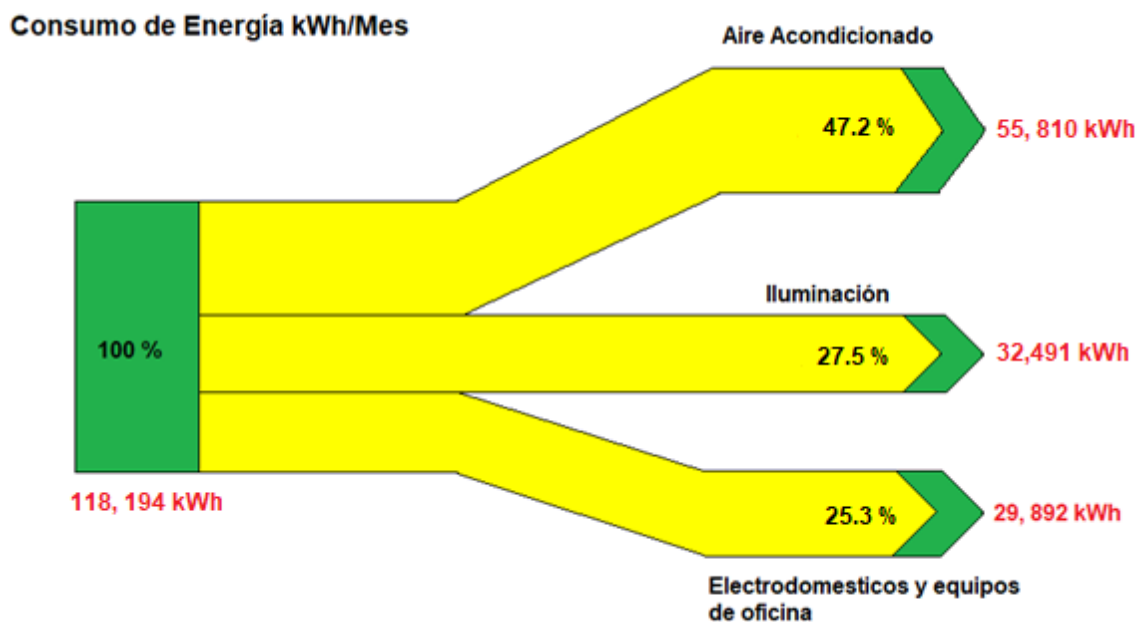 Consumo de Energía kWh/Mes
Aire Acondicionado
47.2 %
55, 810 kWh
Iluminación
100 %
27.5 %
32,491 kWh
118, 194 kWh
25.3 %
29, 892 kWh
Electrodomesticos y equipos
de oficina